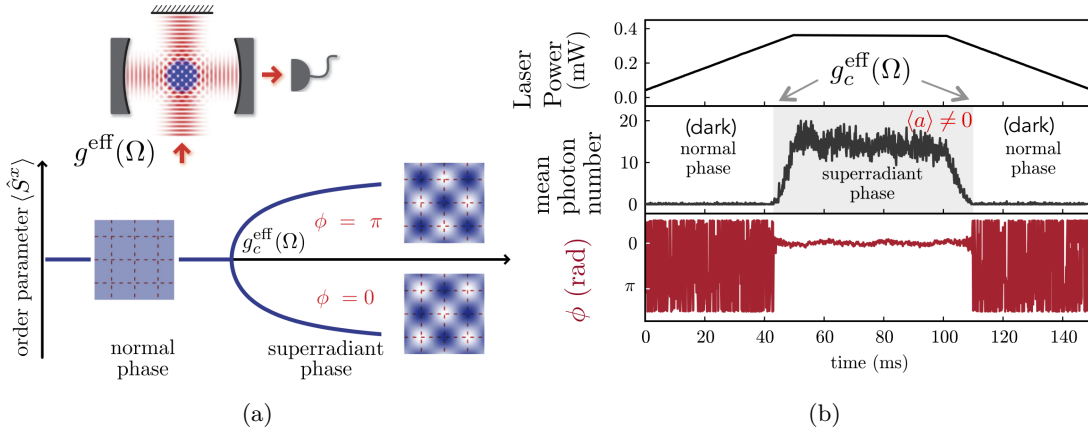 g^eff(Ω)
order parameter ⟨Ŝ^x⟩
ϕ = π
g_c^eff(Ω)
ϕ = 0
normal
phase
superradiant
phase
(a)
Laser
Power
(mW)
0.4
0.0
g_c^eff(Ω)
mean
photon
number
20
10
0
(dark)
normal
phase
⟨a⟩ ≠ 0
superradiant
phase
(dark)
normal
phase
ϕ (rad)
0
π
0
20
40
60
80
100
120
140
time (ms)
(b)